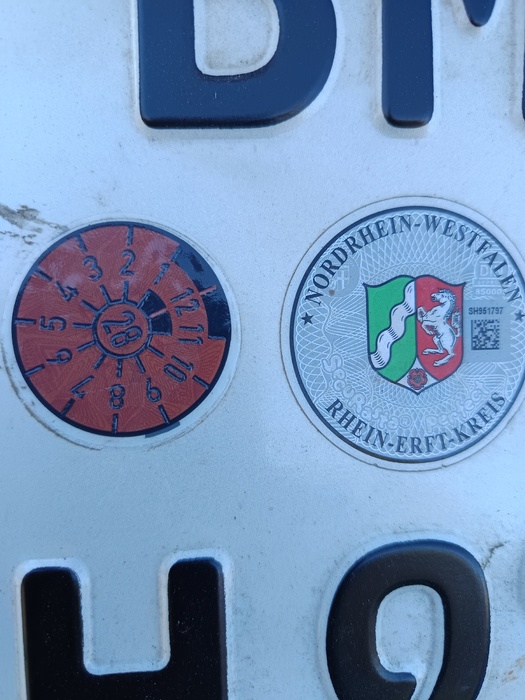 BM
1 2 3 4 5 6 7 8 9 10 11 12
28
NORDRHEIN-WESTFALEN
RHEIN-ERFT-KREIS
H 9